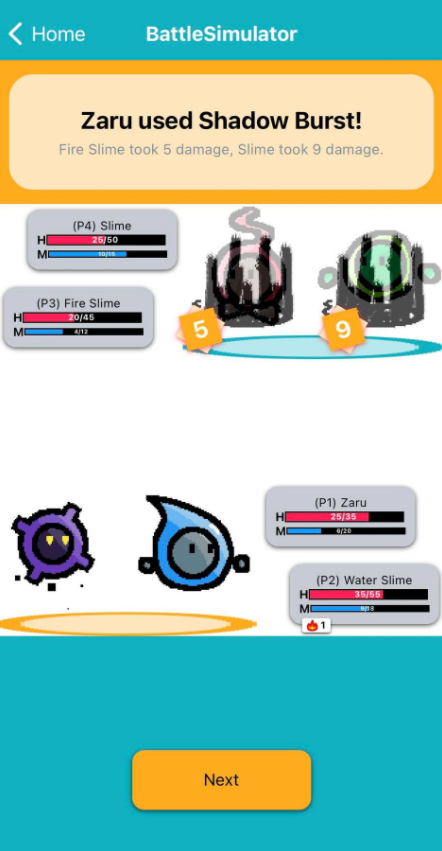 Home
BattleSimulator
Zaru used Shadow Burst!
Fire Slime took 5 damage, Slime took 9 damage.
(P4) Slime
H 25/50
M 10/15
(P3) Fire Slime
H 20/45
M 4/12
5
9
(P1) Zaru
H 25/35
M 6/20
(P2) Water Slime
H 35/55
M
1
Next